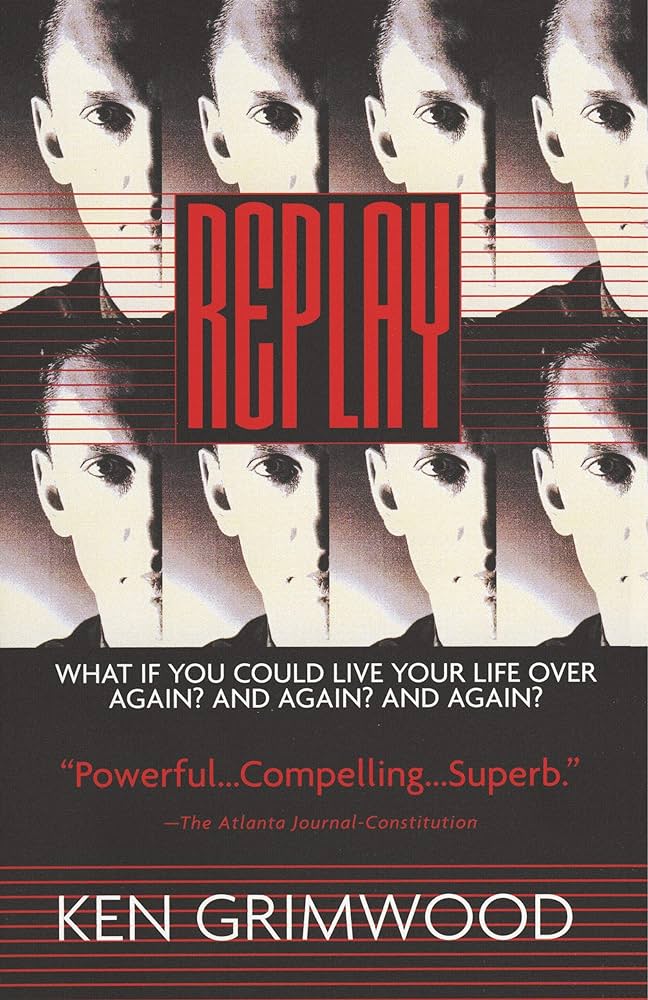 REPLAY
WHAT IF YOU COULD LIVE YOUR LIFE OVER
AGAIN? AND AGAIN? AND AGAIN?
“Powerful...Compelling...Superb.”
—The Atlanta Journal-Constitution
KEN GRIMWOOD